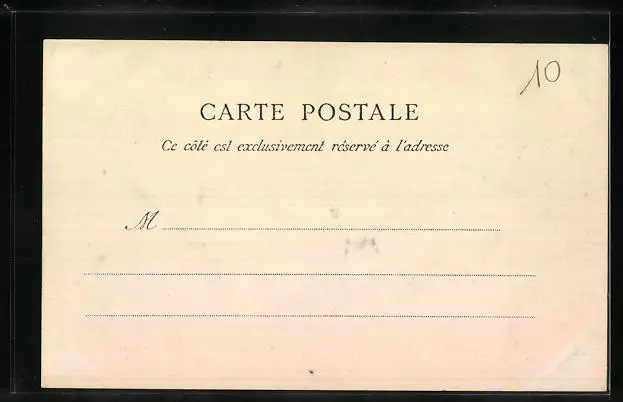 10
CARTE POSTALE
Ce côté est exclusivement réservé à l'adresse
M